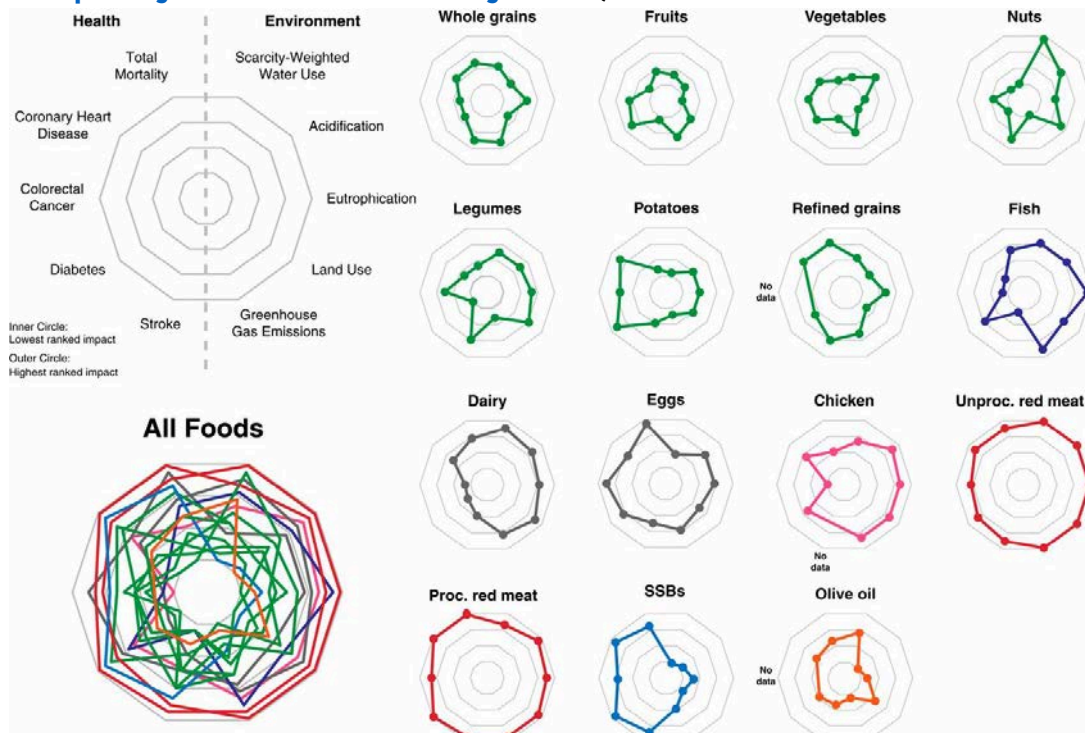 Health
Environment
Total
Mortality
Scarcity-Weighted
Water Use
Coronary Heart
Disease
Acidification
Colorectal
Cancer
Eutrophication
Diabetes
Land Use
Stroke
Greenhouse
Gas Emissions
Inner Circle:
Lowest ranked impact
Outer Circle:
Highest ranked impact
Whole grains
Fruits
Vegetables
Nuts
Legumes
Potatoes
Refined grains
No
data
Fish
All Foods
Dairy
Eggs
Chicken
No
data
Unproc. red meat
Proc. red meat
SSBs
Olive oil
No
data